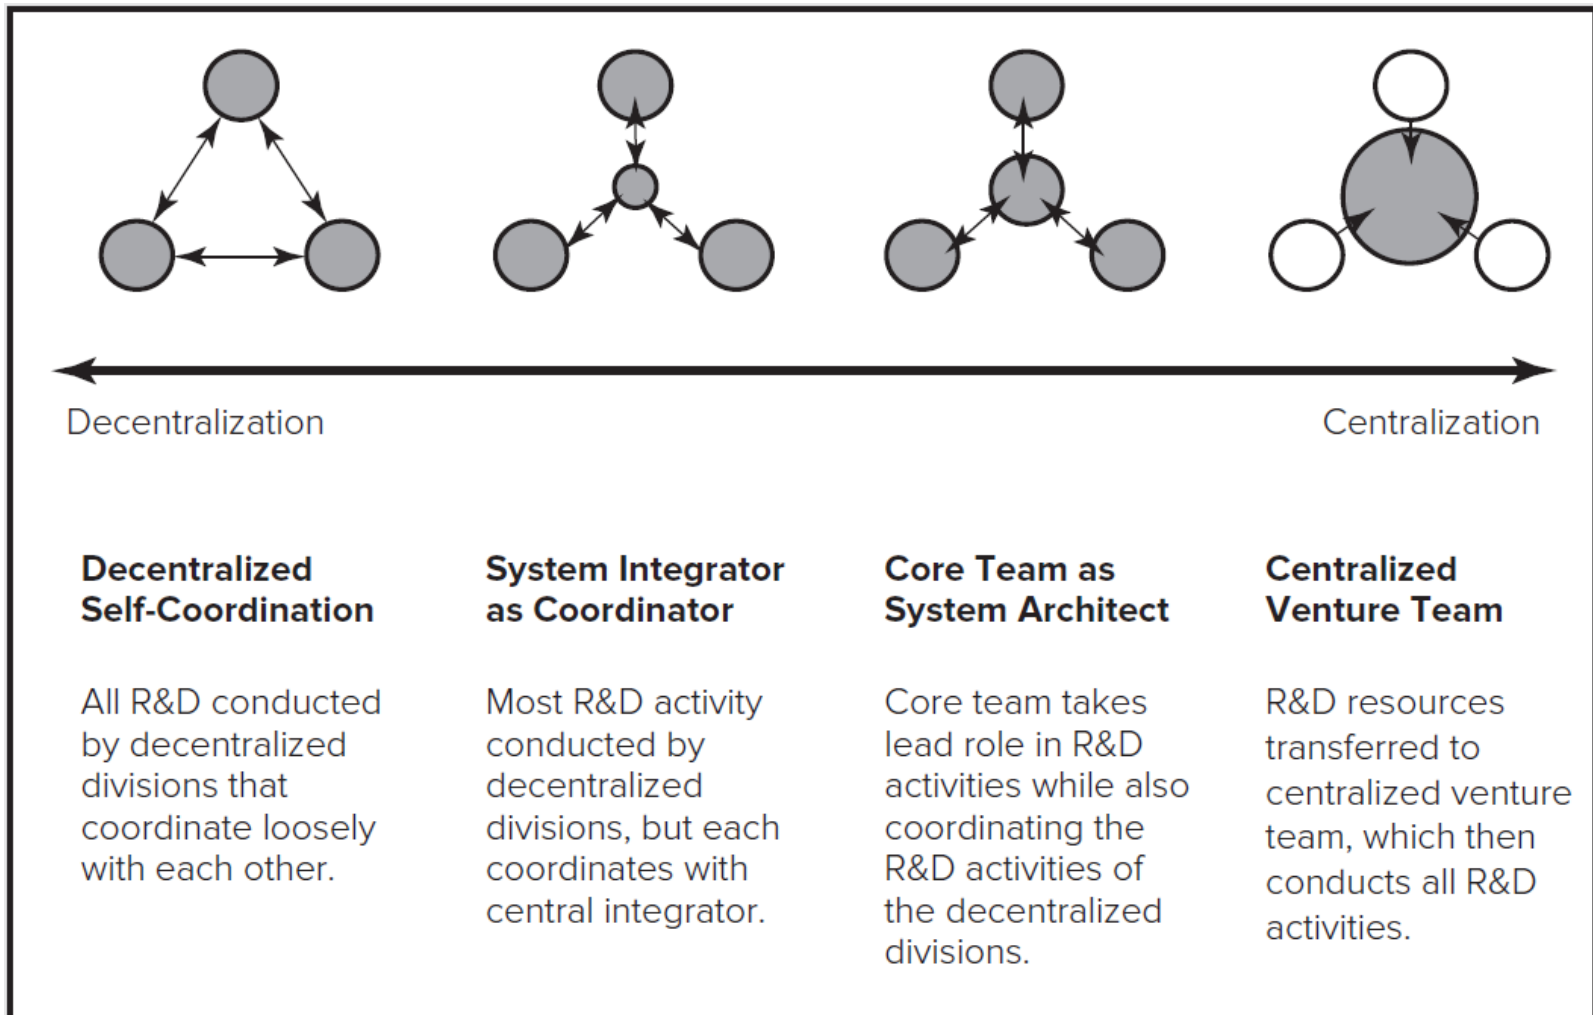 Decentralization
Centralization
Decentralized
Self-Coordination
All R&D conducted
by decentralized
divisions that
coordinate loosely
with each other.
System Integrator
as Coordinator
Most R&D activity
conducted by
decentralized
divisions, but each
coordinates with
central integrator.
Core Team as
System Architect
Core team takes
lead role in R&D
activities while also
coordinating the
R&D activities of
the decentralized
divisions.
Centralized
Venture Team
R&D resources
transferred to
centralized venture
team, which then
conducts all R&D
activities.